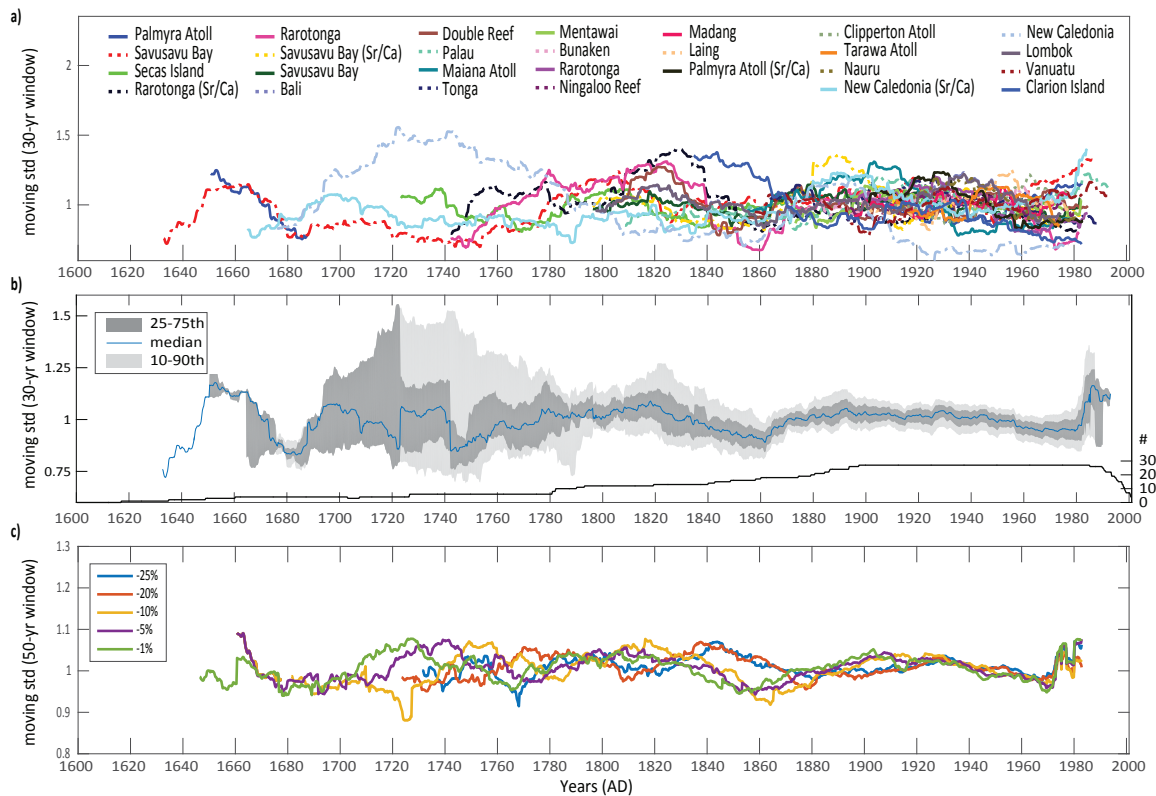 a)
Palmyra Atoll Rarotonga Double Reef Mentawai Madang Clipperton Atoll New Caledonia
Savusavu Bay Savusavu Bay (Sr/Ca) Palau Bunaken Laing Tarawa Atoll Lombok
Secas Island Savusavu Bay Maiana Atoll Rarotonga Palmyra Atoll (Sr/Ca) Nauru Vanuatu
Rarotonga (Sr/Ca) Bali Tonga Ningaloo Reef New Caledonia (Sr/Ca) Clarion Island
moving std (30-yr window)
2
1.5
1
1600 1620 1640 1660 1680 1700 1720 1740 1760 1780 1800 1820 1840 1860 1880 1900 1920 1940 1960 1980 2000
b)
25-75th
median
10-90th
moving std (30-yr window)
1.5
1.25
1
0.75
#
30
20
10
0
1600 1620 1640 1660 1680 1700 1720 1740 1760 1780 1800 1820 1840 1860 1880 1900 1920 1940 1960 1980 2000
c)
-25%
-20%
-10%
-5%
-1%
moving std (50-yr window)
1.3
1.2
1.1
1.0
0.9
0.8
1600 1620 1640 1660 1680 1700 1720 1740 1760 1780 1800 1820 1840 1860 1880 1900 1920 1940 1960 1980 2000
Years (AD)